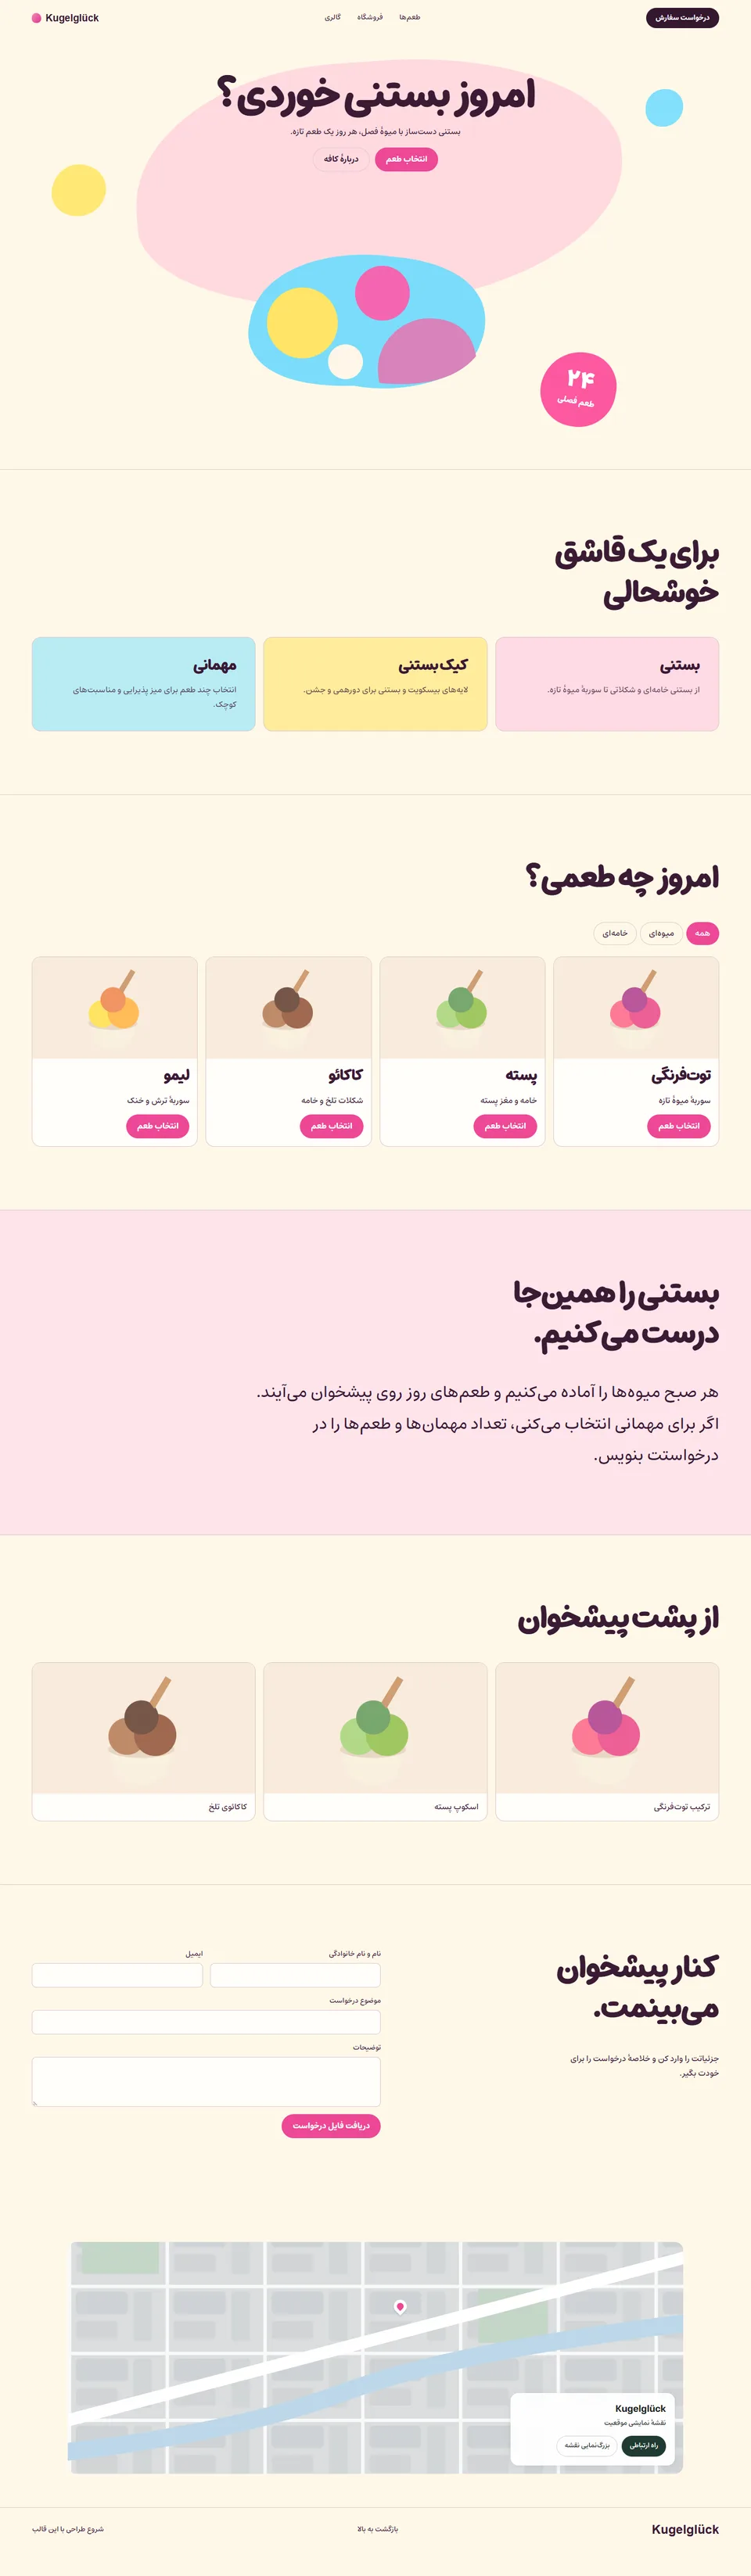 درخواست سفارش
طعم‌ها
فروشگاه
گالری
Kugelglück
امروز بستنی خوردی؟
بستنی دست‌ساز با میوهٔ فصل، هر روز یک طعم تازه.
انتخاب طعم
دربارهٔ کافه
۲۴
طعم فصلی
برای یک قاشق
خوشحالی
بستنی
از بستنی خامه‌ای و شکلاتی تا سوربهٔ میوهٔ تازه.
کیک بستنی
لایه‌های بیسکویت و بستنی برای دورهمی و جشن.
مهمانی
انتخاب چند طعم برای میز پذیرایی و مناسبت‌های
کوچک.
امروز چه طعمی؟
همه
میوه‌ای
خامه‌ای
توت‌فرنگی
سوربهٔ میوهٔ تازه
انتخاب طعم
پسته
خامه و مغز پسته
انتخاب طعم
کاکائو
شکلات تلخ و خامه
انتخاب طعم
لیمو
سوربهٔ ترش و خنک
انتخاب طعم
بستنی را همین‌جا
درست می‌کنیم.
هر صبح میوه‌ها را آماده می‌کنیم و طعم‌های روز روی پیشخوان می‌آیند.
اگر برای مهمانی انتخاب می‌کنی، تعداد مهمان‌ها و طعم‌ها را در
درخواستت بنویس.
از پشت پیشخوان
ترکیب توت‌فرنگی
اسکوپ پسته
کاکائوی تلخ
کنار پیشخوان
می‌بینمت.
جزئیاتت را وارد کن و خلاصهٔ درخواست را برای
خودت بگیر.
نام و نام خانوادگی
ایمیل
موضوع درخواست
توضیحات
دریافت فایل درخواست
Kugelglück
نقشهٔ نمایشی موقعیت
راه ارتباطی
بزرگ‌نمایی نقشه
Kugelglück
بازگشت به بالا
شروع طراحی با این قالب